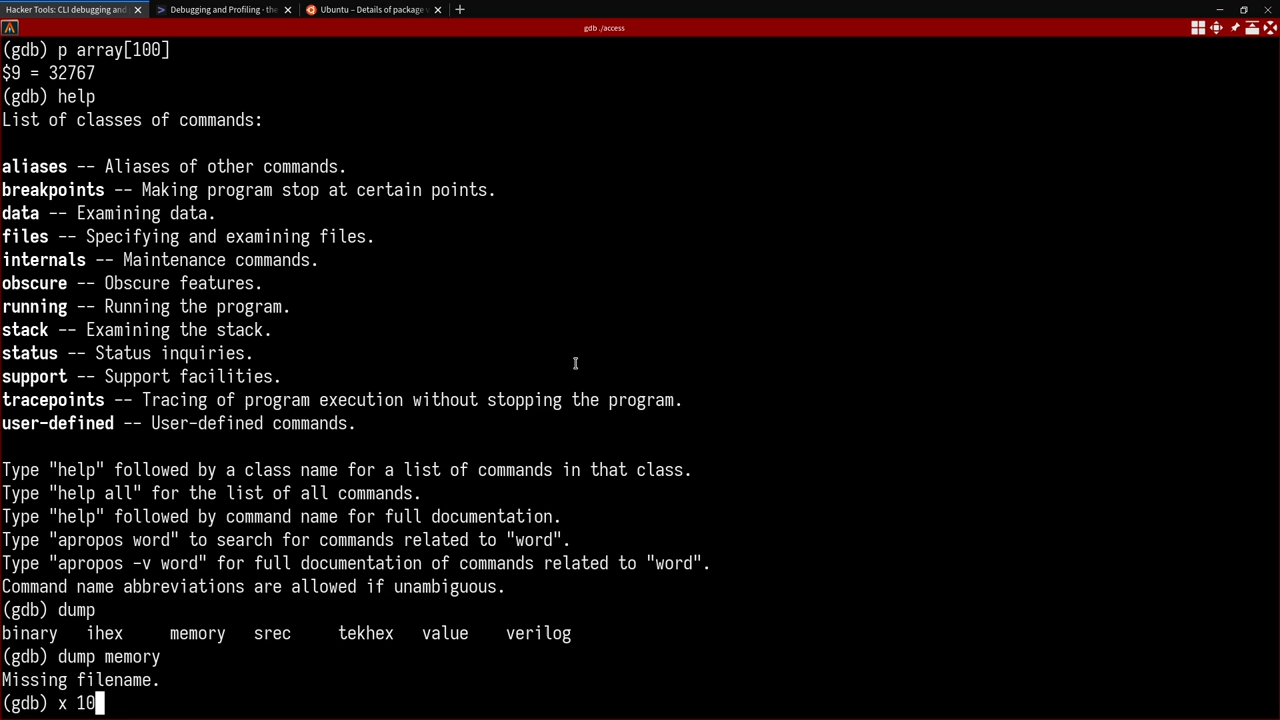 Hacker Tools: CLI debugging and
Debugging and Profiling · the
Ubuntu – Details of package
gdb ./access
(gdb) p array[100]
$9 = 32767
(gdb) help
List of classes of commands:
aliases -- Aliases of other commands.
breakpoints -- Making program stop at certain points.
data -- Examining data.
files -- Specifying and examining files.
internals -- Maintenance commands.
obscure -- Obscure features.
running -- Running the program.
stack -- Examining the stack.
status -- Status inquiries.
support -- Support facilities.
tracepoints -- Tracing of program execution without stopping the program.
user-defined -- User-defined commands.
Type "help" followed by a class name for a list of commands in that class.
Type "help all" for the list of all commands.
Type "help" followed by command name for full documentation.
Type "apropos word" to search for commands related to "word".
Type "apropos -v word" for full documentation of commands related to "word".
Command name abbreviations are allowed if unambiguous.
(gdb) dump
binary ihex memory srec tekhex value verilog
(gdb) dump memory
Missing filename.
(gdb) x 10